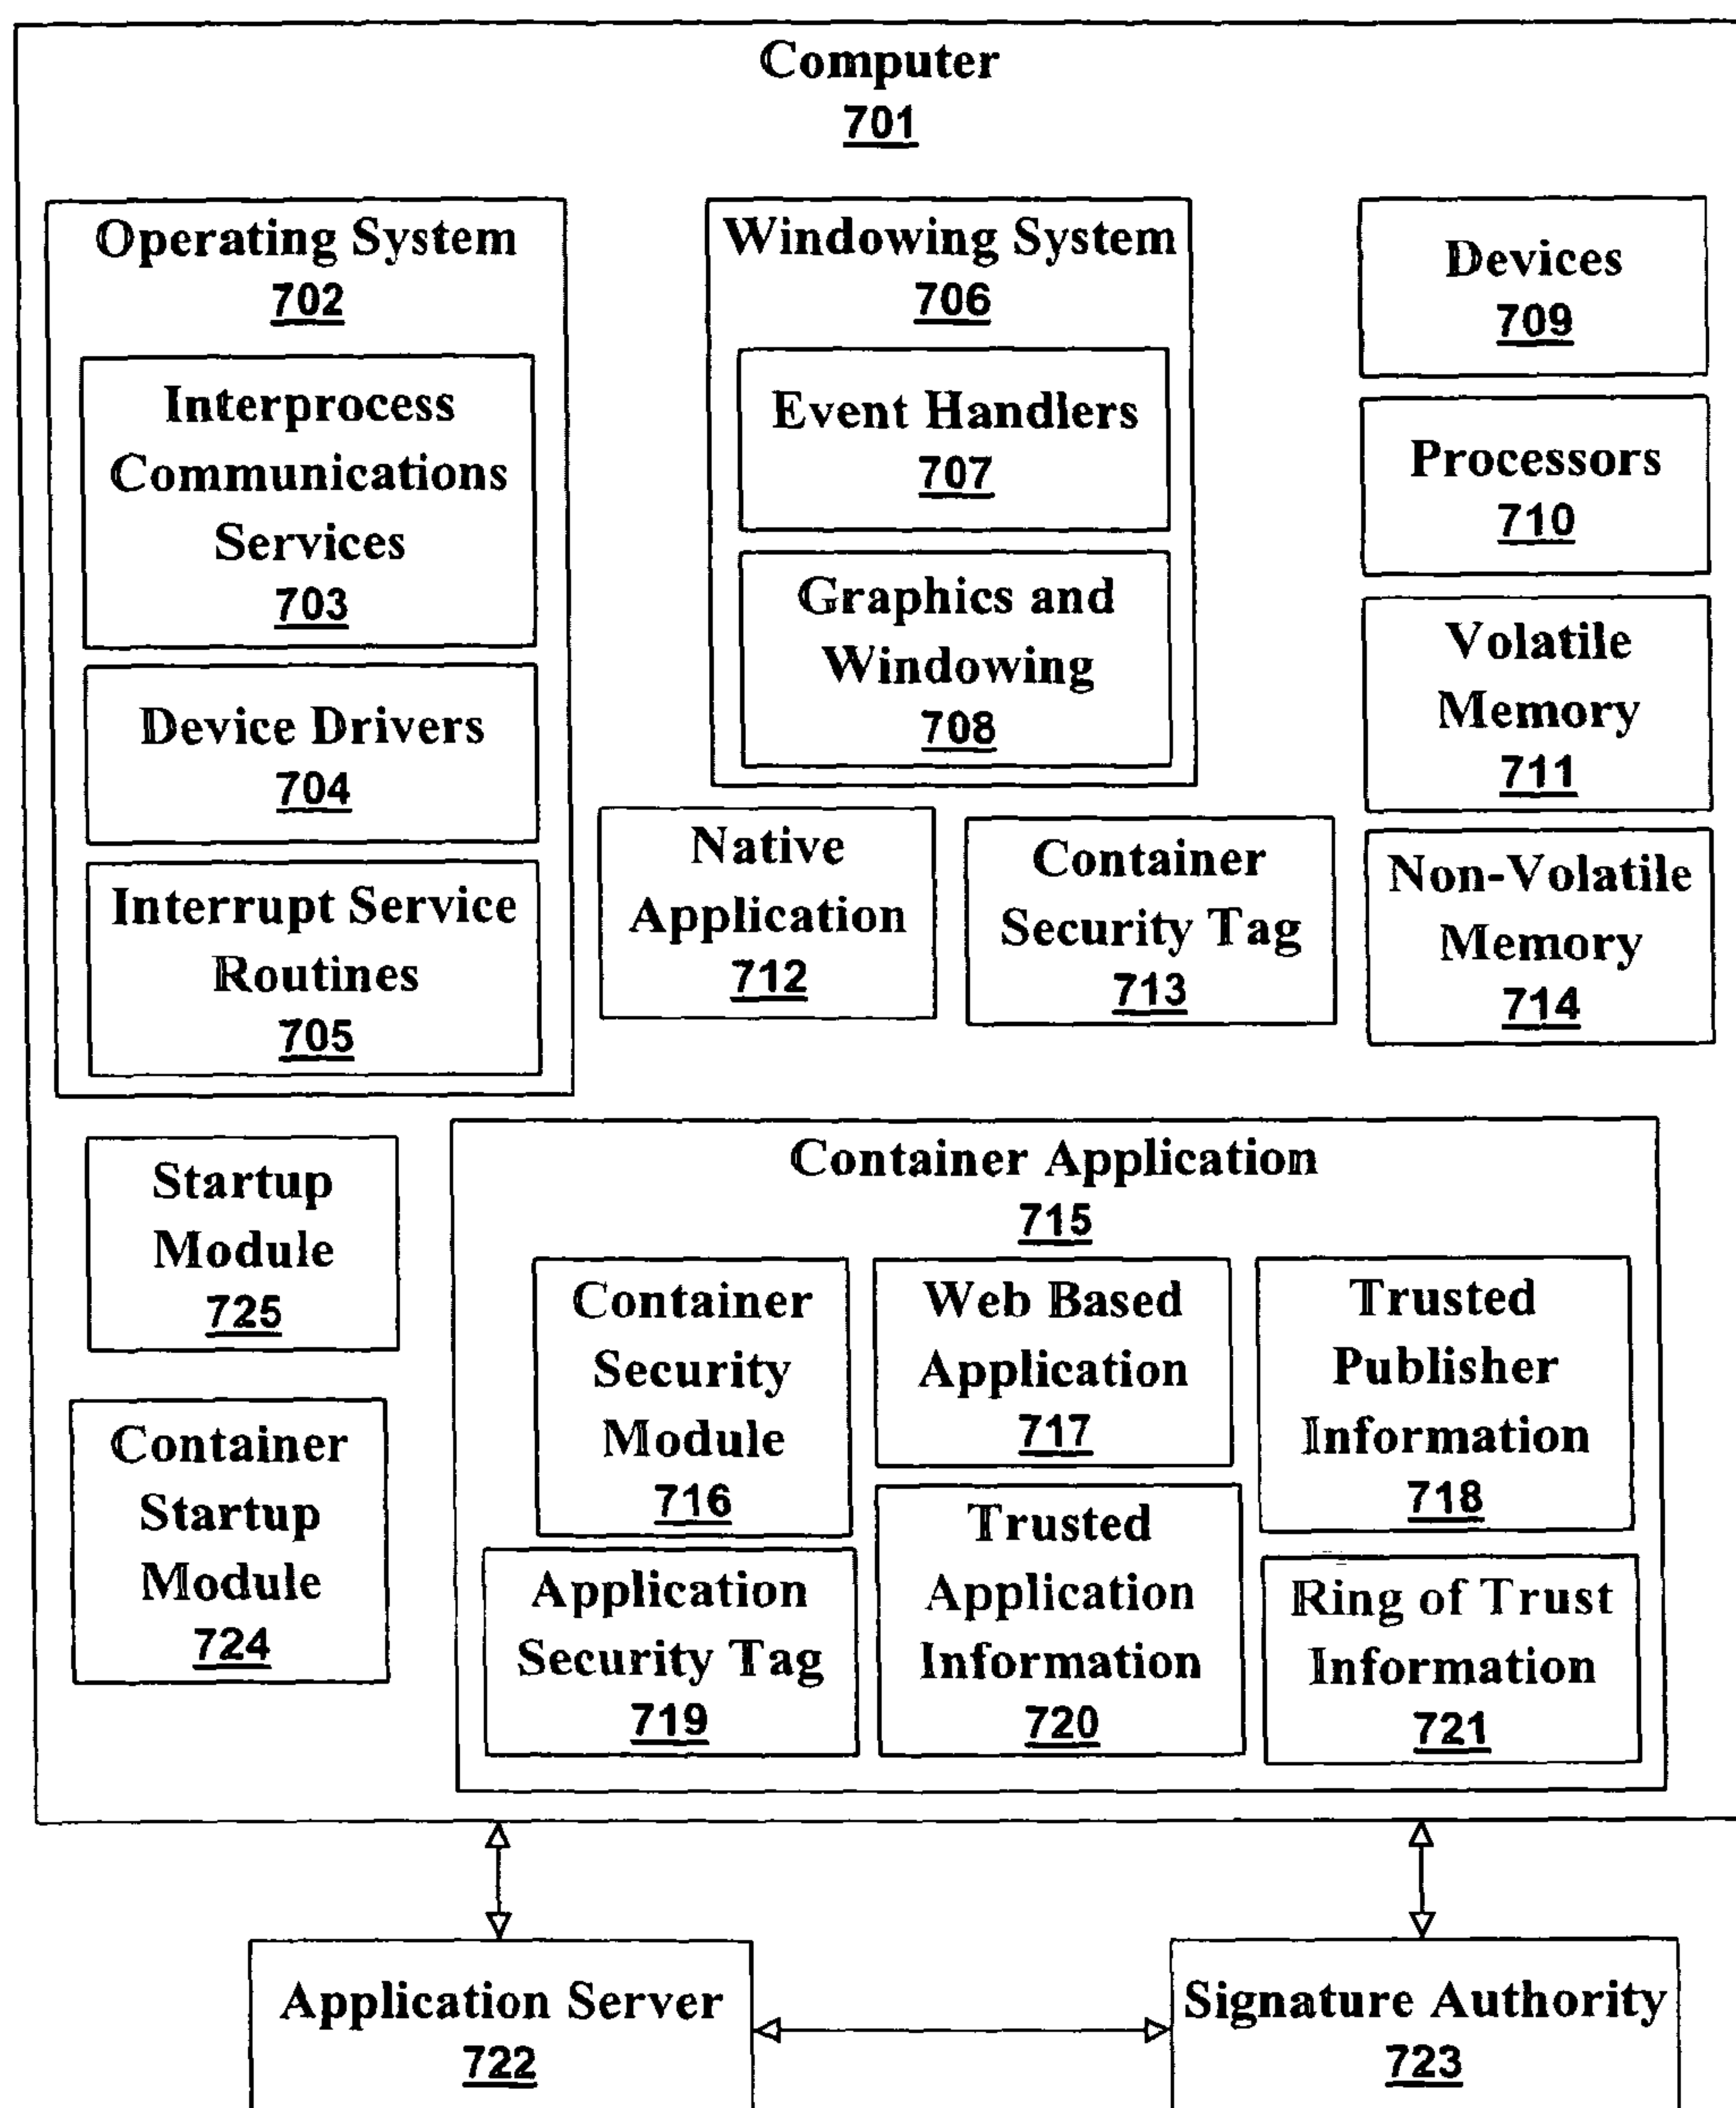 Computer
701
Operating System
702
Interprocess
Communications
Services
703
Device Drivers
704
Interrupt Service
Routines
705
Windowing System
706
Event Handlers
707
Graphics and
Windowing
708
Devices
709
Processors
710
Volatile
Memory
711
Native
Application
712
Container
Security Tag
713
Non-Volatile
Memory
714
Startup
Module
725
Container
Startup
Module
724
Container Application
715
Container
Security
Module
716
Web Based
Application
717
Trusted
Publisher
Information
718
Application
Security Tag
719
Trusted
Application
Information
720
Ring of Trust
Information
721
Application Server
722
Signature Authority
723